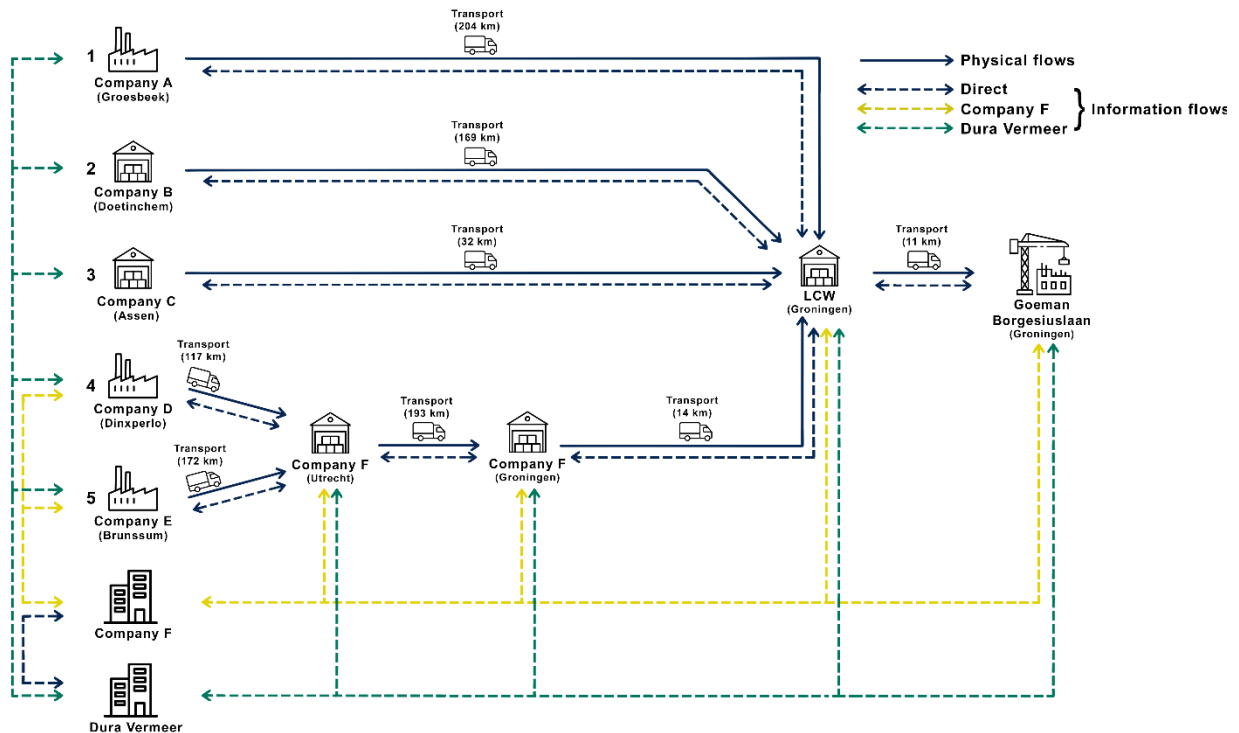 Transport
(204 km)
1
Company A
(Groesbeek)
Physical flows
Direct
Company F
Dura Vermeer
}
Information flows
Transport
(169 km)
2
Company B
(Doetinchem)
Transport
(32 km)
3
Company C
(Assen)
LCW
(Groningen)
Transport
(11 km)
Goeman
Borgesiuslaan
(Groningen)
Transport
(117 km)
4
Company D
(Dinxperlo)
Transport
(172 km)
5
Company E
(Brunssum)
Company F
(Utrecht)
Transport
(193 km)
Company F
(Groningen)
Transport
(14 km)
Company F
Dura Vermeer